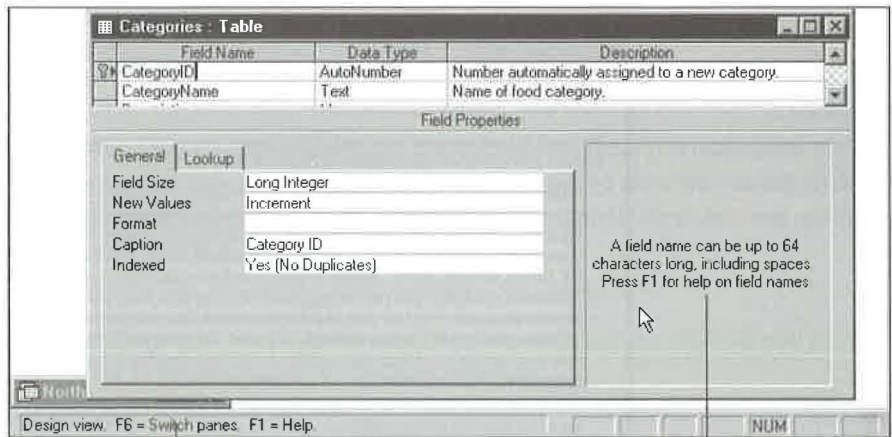 Categories : Table
Field Name Data Type Description
CategoryID AutoNumber Number automatically assigned to a new category.
CategoryName Text Name of food category.
Field Properties
General Lookup
Field Size Long Integer
New Values Increment
Format
Caption Category ID
Indexed Yes (No Duplicates)
A field name can be up to 64
characters long, including spaces
Press F1 for help on field names
North
Design view. F6 = Switch panes. F1 = Help. NUM